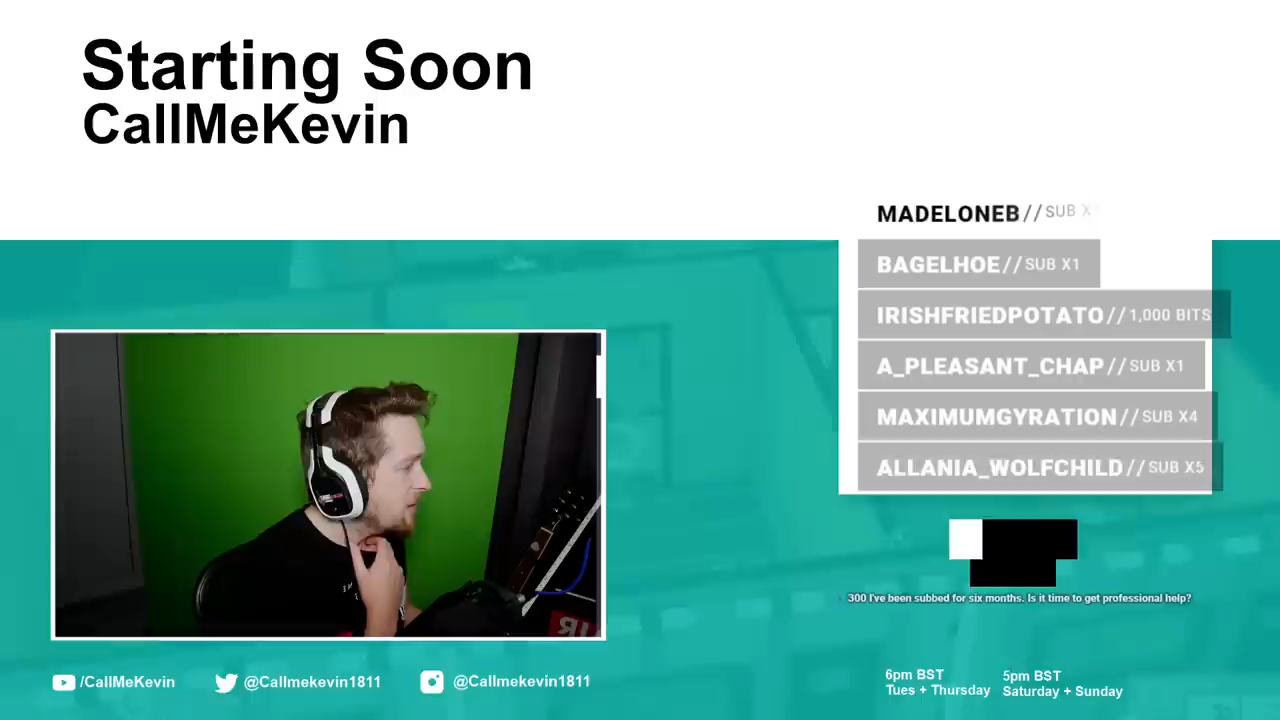 Starting Soon
CallMeKevin
MADELONEB//SUB X
BAGELHOE//SUB X1
IRISHFRIEDPOTATO//1,000 BITS
A_PLEASANT_CHAP//SUB X1
MAXIMUMGYRATION//SUB X4
ALLANIA_WOLFCHILD//SUB X5
300 I've been subbed for six months. Is it time to get professional help?
/CallMeKevin
@Callmekevin1811
@Callmekevin1811
6pm BST
Tues + Thursday
5pm BST
Saturday + Sunday